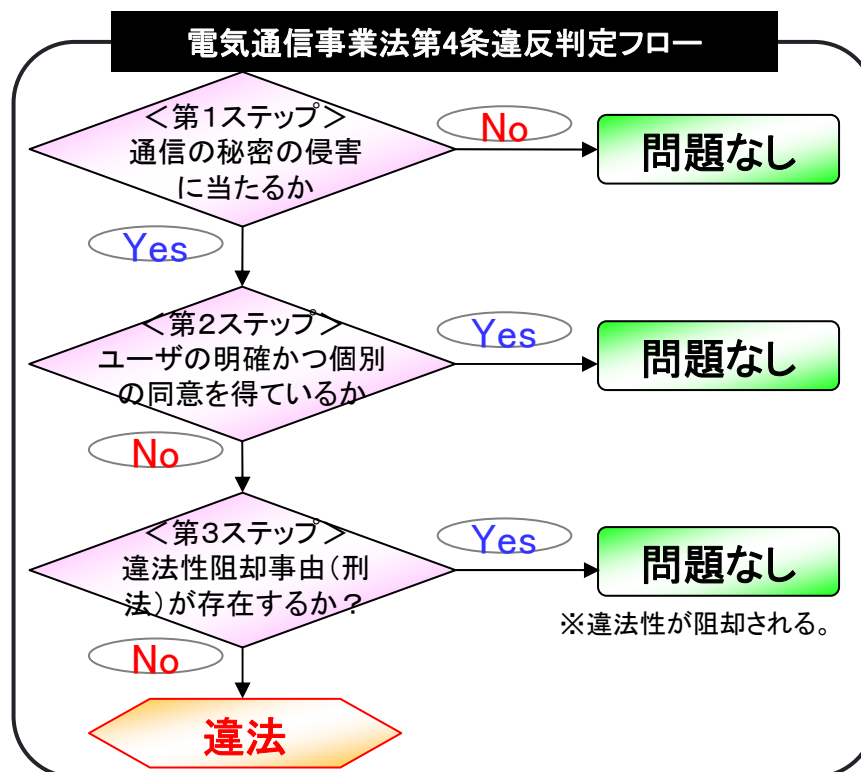 電気通信事業法第4条違反判定フロー
＜第１ステップ＞
通信の秘密の侵害
に当たるか
No
問題なし
Yes
＜第２ステップ＞
ユーザの明確かつ個別
の同意を得ているか
Yes
問題なし
No
＜第３ステップ＞
違法性阻却事由（刑
法）が存在するか？
Yes
問題なし
※違法性が阻却される。
No
違法